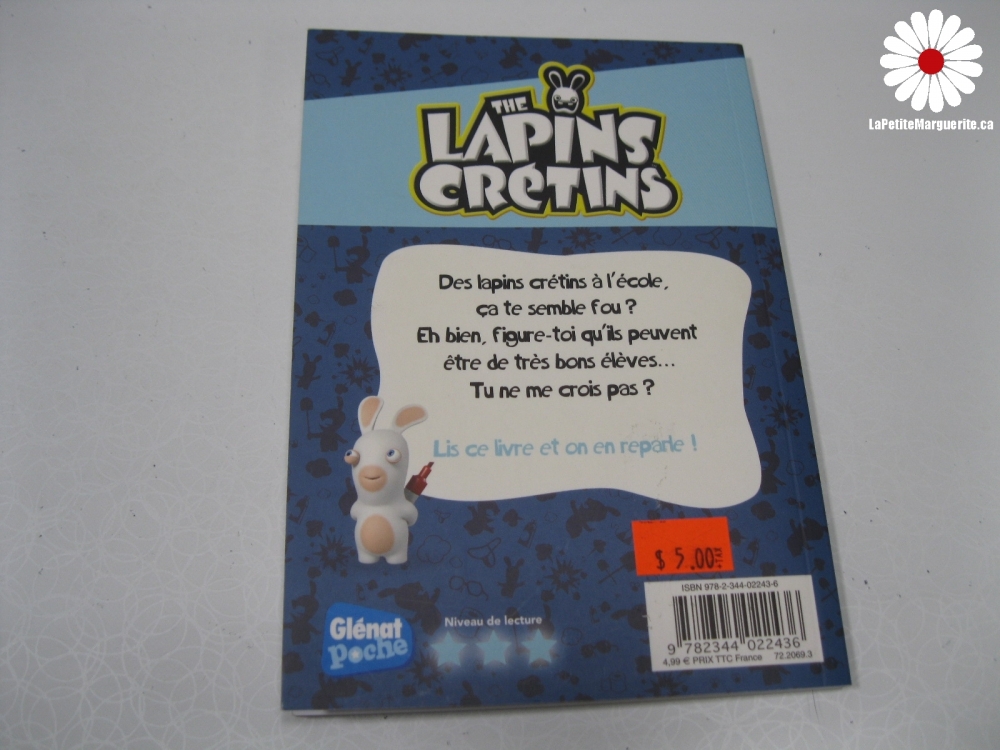 LaPetiteMarguerite.ca
THE
LAPINS
CRÉTINS
Des lapins crétins à l'école,
ça te semble fou ?
Eh bien, figure-toi qu'ils peuvent
être de très bons élèves...
Tu ne me crois pas ?
Lis ce livre et on en reparle !
$ 5.00
+TAX
ISBN 978-2-344-02243-6
9 782344 022436
4,99 € PRIX TTC France 72.2069.3
Glénat
poche
Niveau de lecture